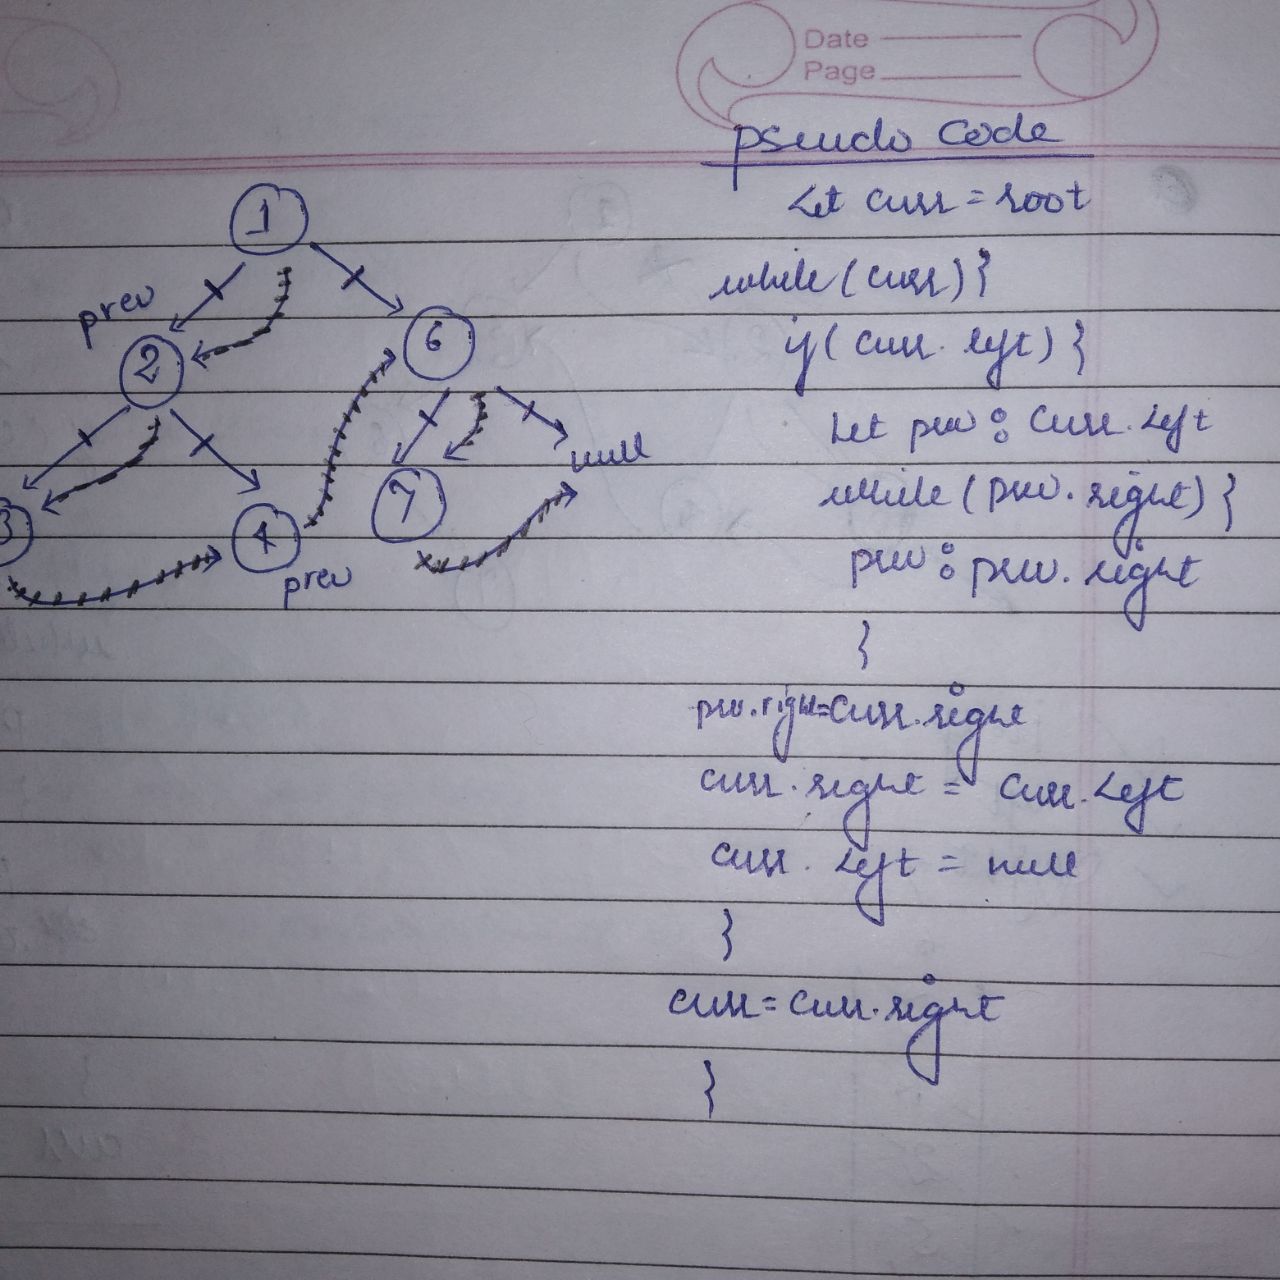 Date
Page
pseudo Code
Let curr = root
while (curr) }
if ( curr. left) }
Let prev : curr. Left
while ( prev. right) }
prev : prev. right
}
prev.right=curr.right
curr. right = curr. Left
curr. Left = null
}
curr = curr. right
}
1
prev
2
6
null
3
4
7
prev